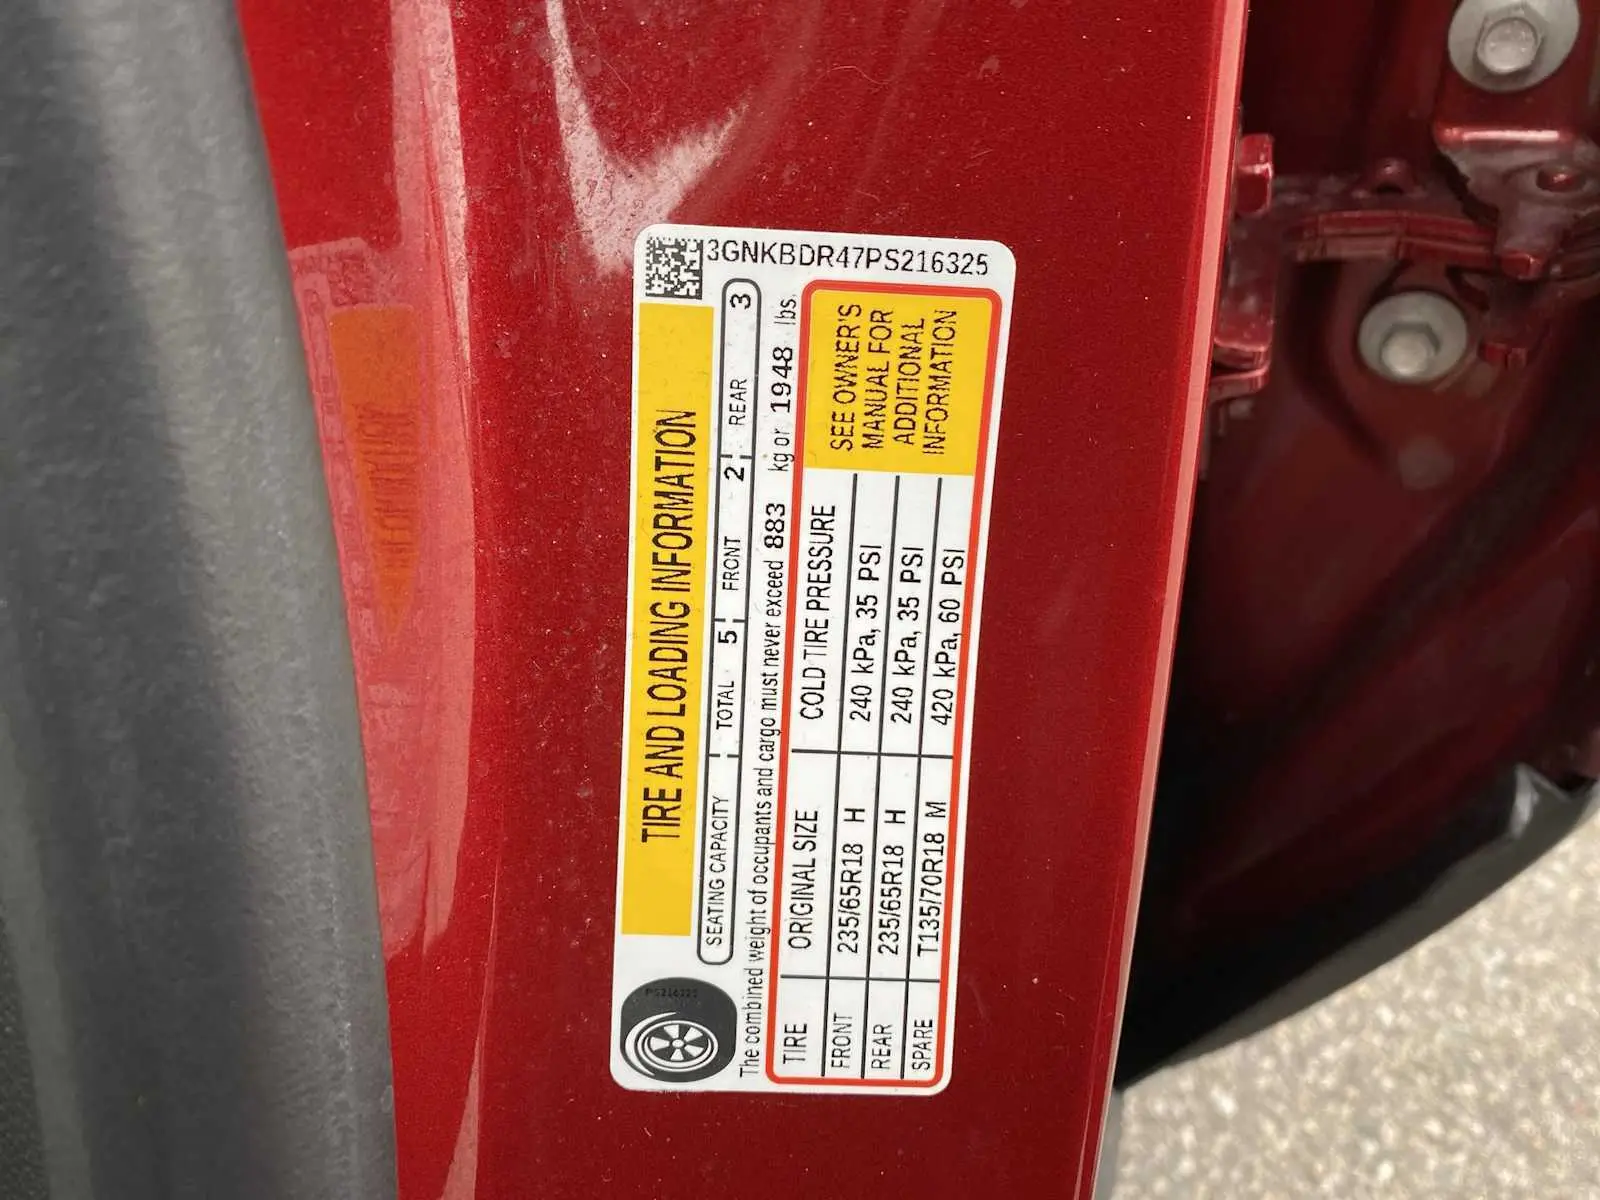 3GNKBDR47PS216325
TIRE AND LOADING INFORMATION
SEATING CAPACITY TOTAL 5 FRONT 2 REAR 3
The combined weight of occupants and cargo must never exceed 883 kg or 1948 lbs.
TIRE ORIGINAL SIZE COLD TIRE PRESSURE
FRONT 235/65R18 H 240 kPa, 35 PSI
REAR 235/65R18 H 240 kPa, 35 PSI
SPARE T135/70R18 M 420 kPa, 60 PSI
SEE OWNER'S
MANUAL FOR
ADDITIONAL
INFORMATION
PS216325